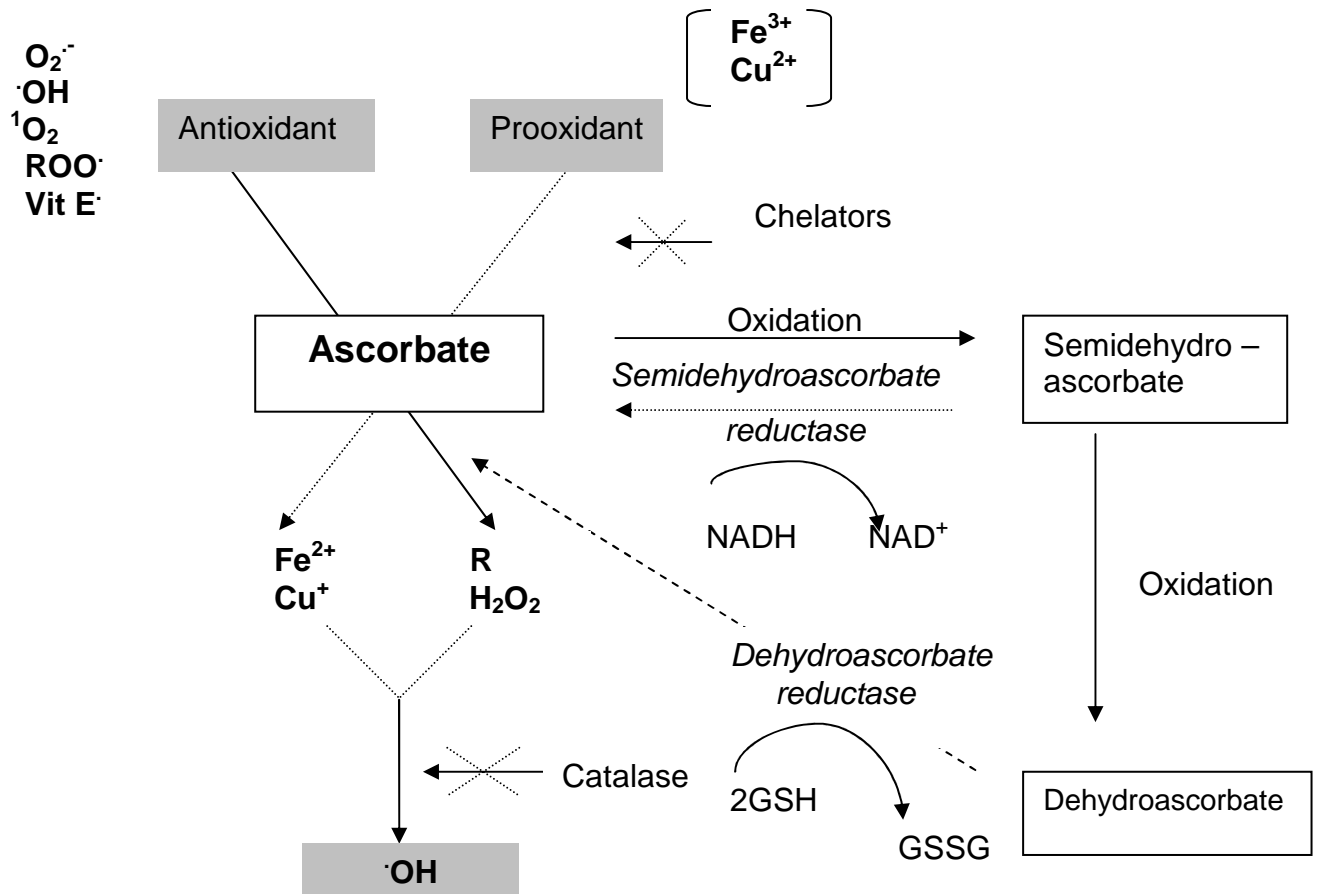 Fe³⁺
Cu²⁺
O₂·⁻
·OH
¹O₂
ROO·
Vit E·
Antioxidant
Prooxidant
Chelators
Ascorbate
Oxidation
Semidehydroascorbate
reductase
Semidehydro –
ascorbate
NADH
NAD⁺
Fe²⁺
Cu⁺
R
H₂O₂
Oxidation
Dehydroascorbate
reductase
Catalase
2GSH
GSSG
Dehydroascorbate
·OH